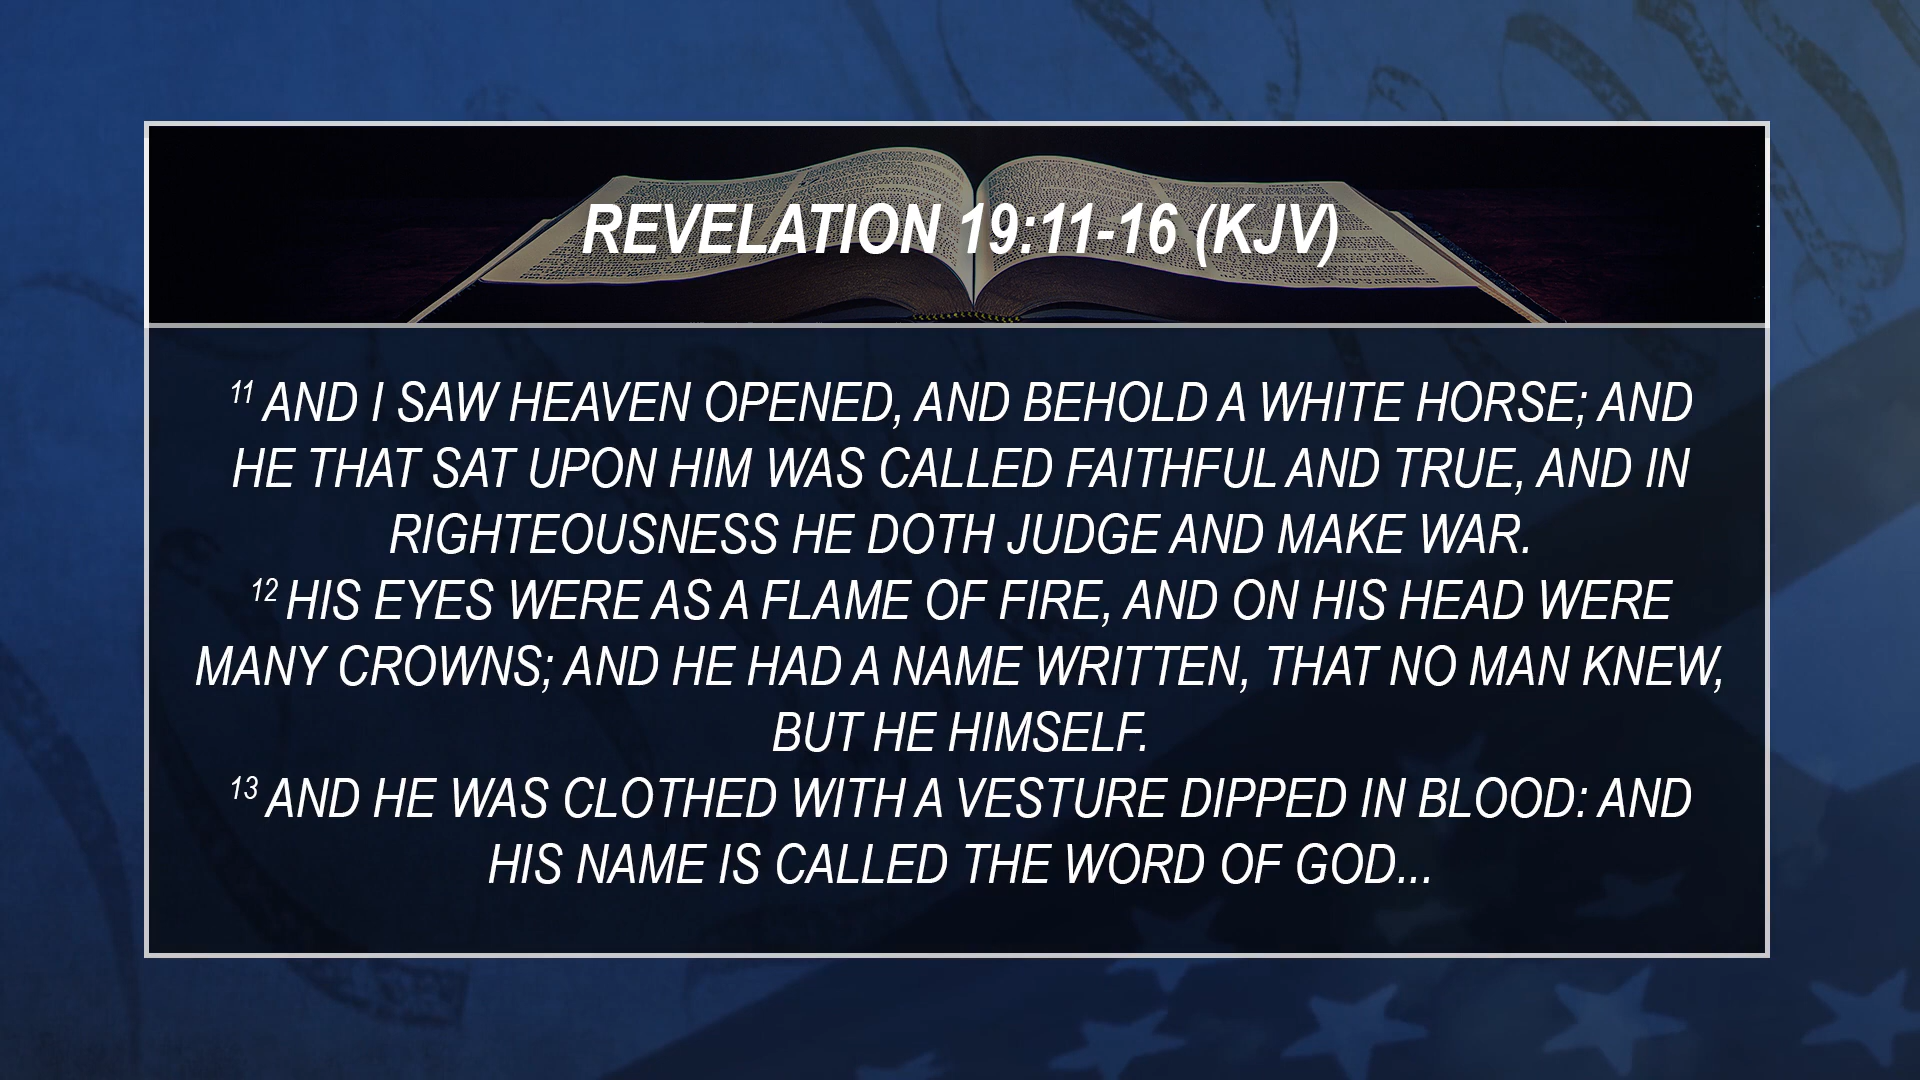 REVELATION 19:11-16 (KJV)
11 AND I SAW HEAVEN OPENED, AND BEHOLD A WHITE HORSE; AND
HE THAT SAT UPON HIM WAS CALLED FAITHFUL AND TRUE, AND IN
RIGHTEOUSNESS HE DOTH JUDGE AND MAKE WAR.
12 HIS EYES WERE AS A FLAME OF FIRE, AND ON HIS HEAD WERE
MANY CROWNS; AND HE HAD A NAME WRITTEN, THAT NO MAN KNEW,
BUT HE HIMSELF.
13 AND HE WAS CLOTHED WITH A VESTURE DIPPED IN BLOOD: AND
HIS NAME IS CALLED THE WORD OF GOD...